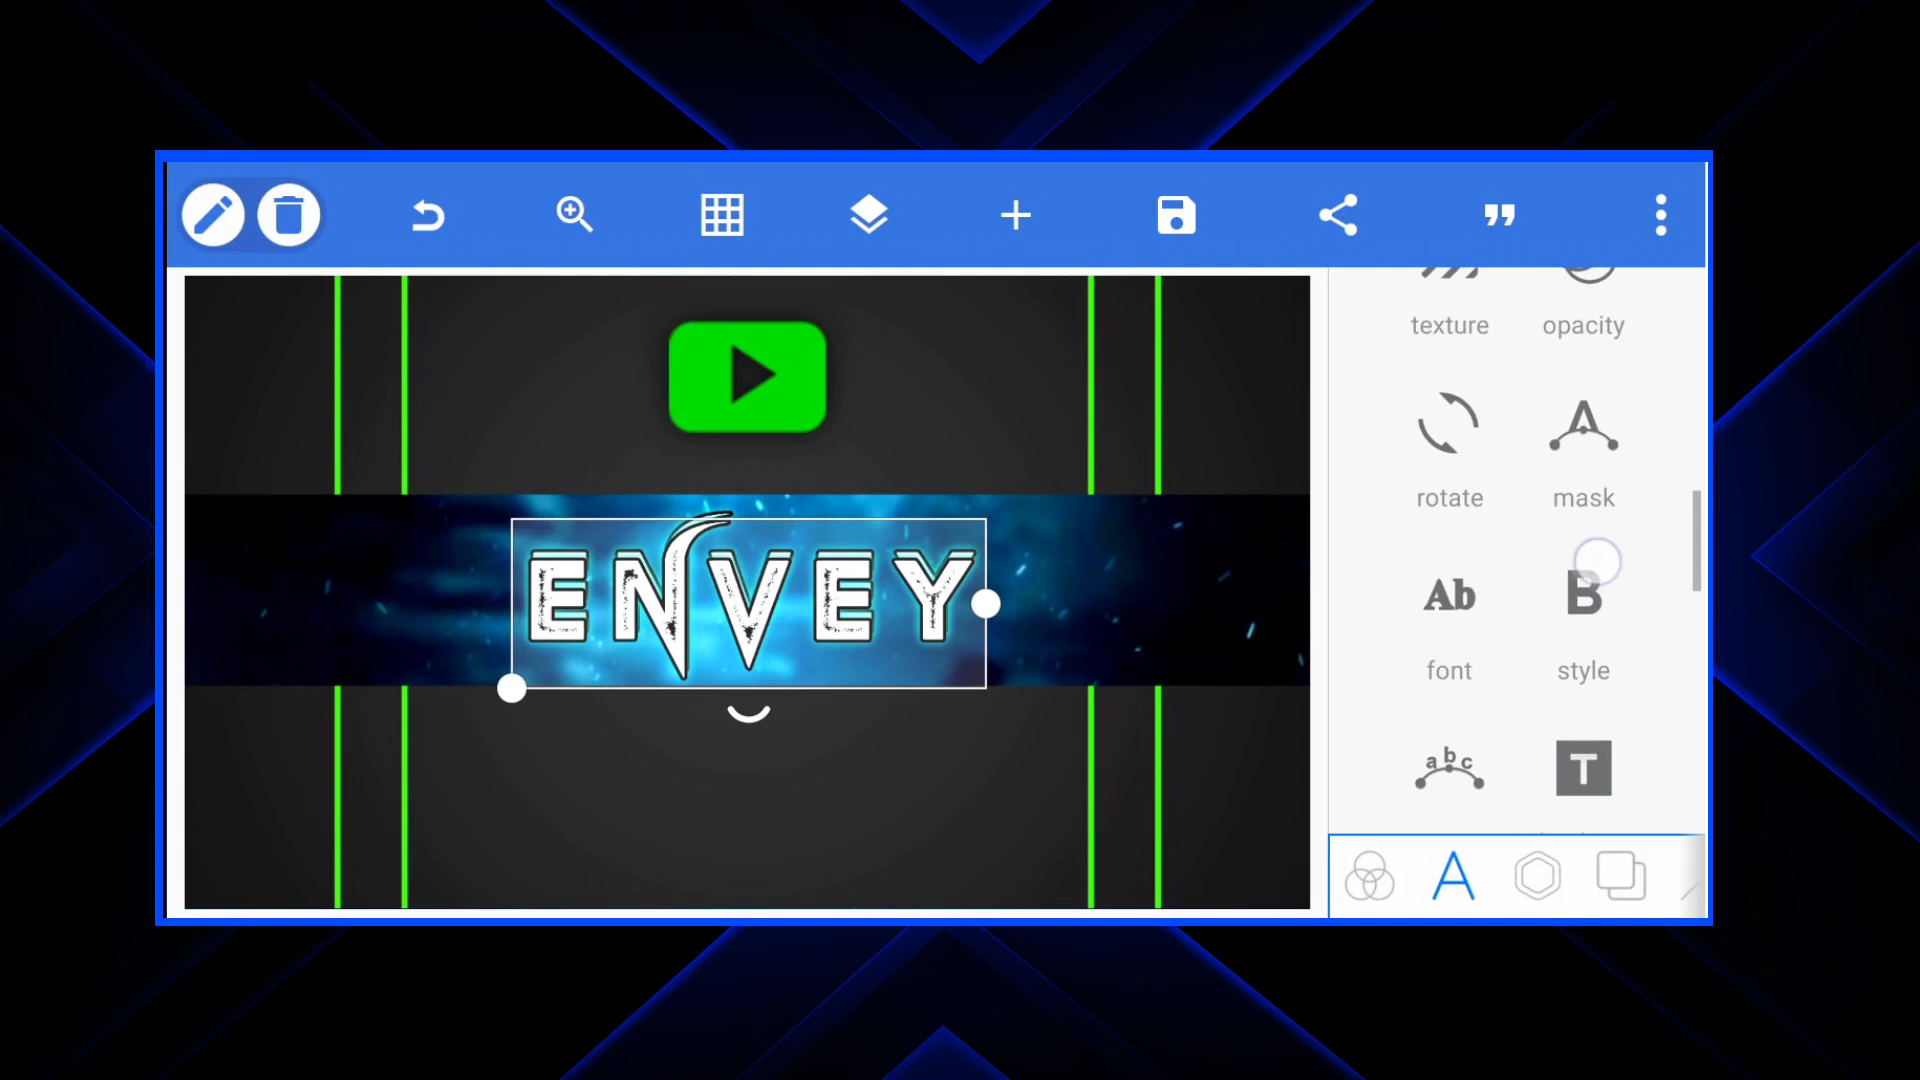 texture opacity
rotate mask
ENVEY
Ab B
font style
abc T